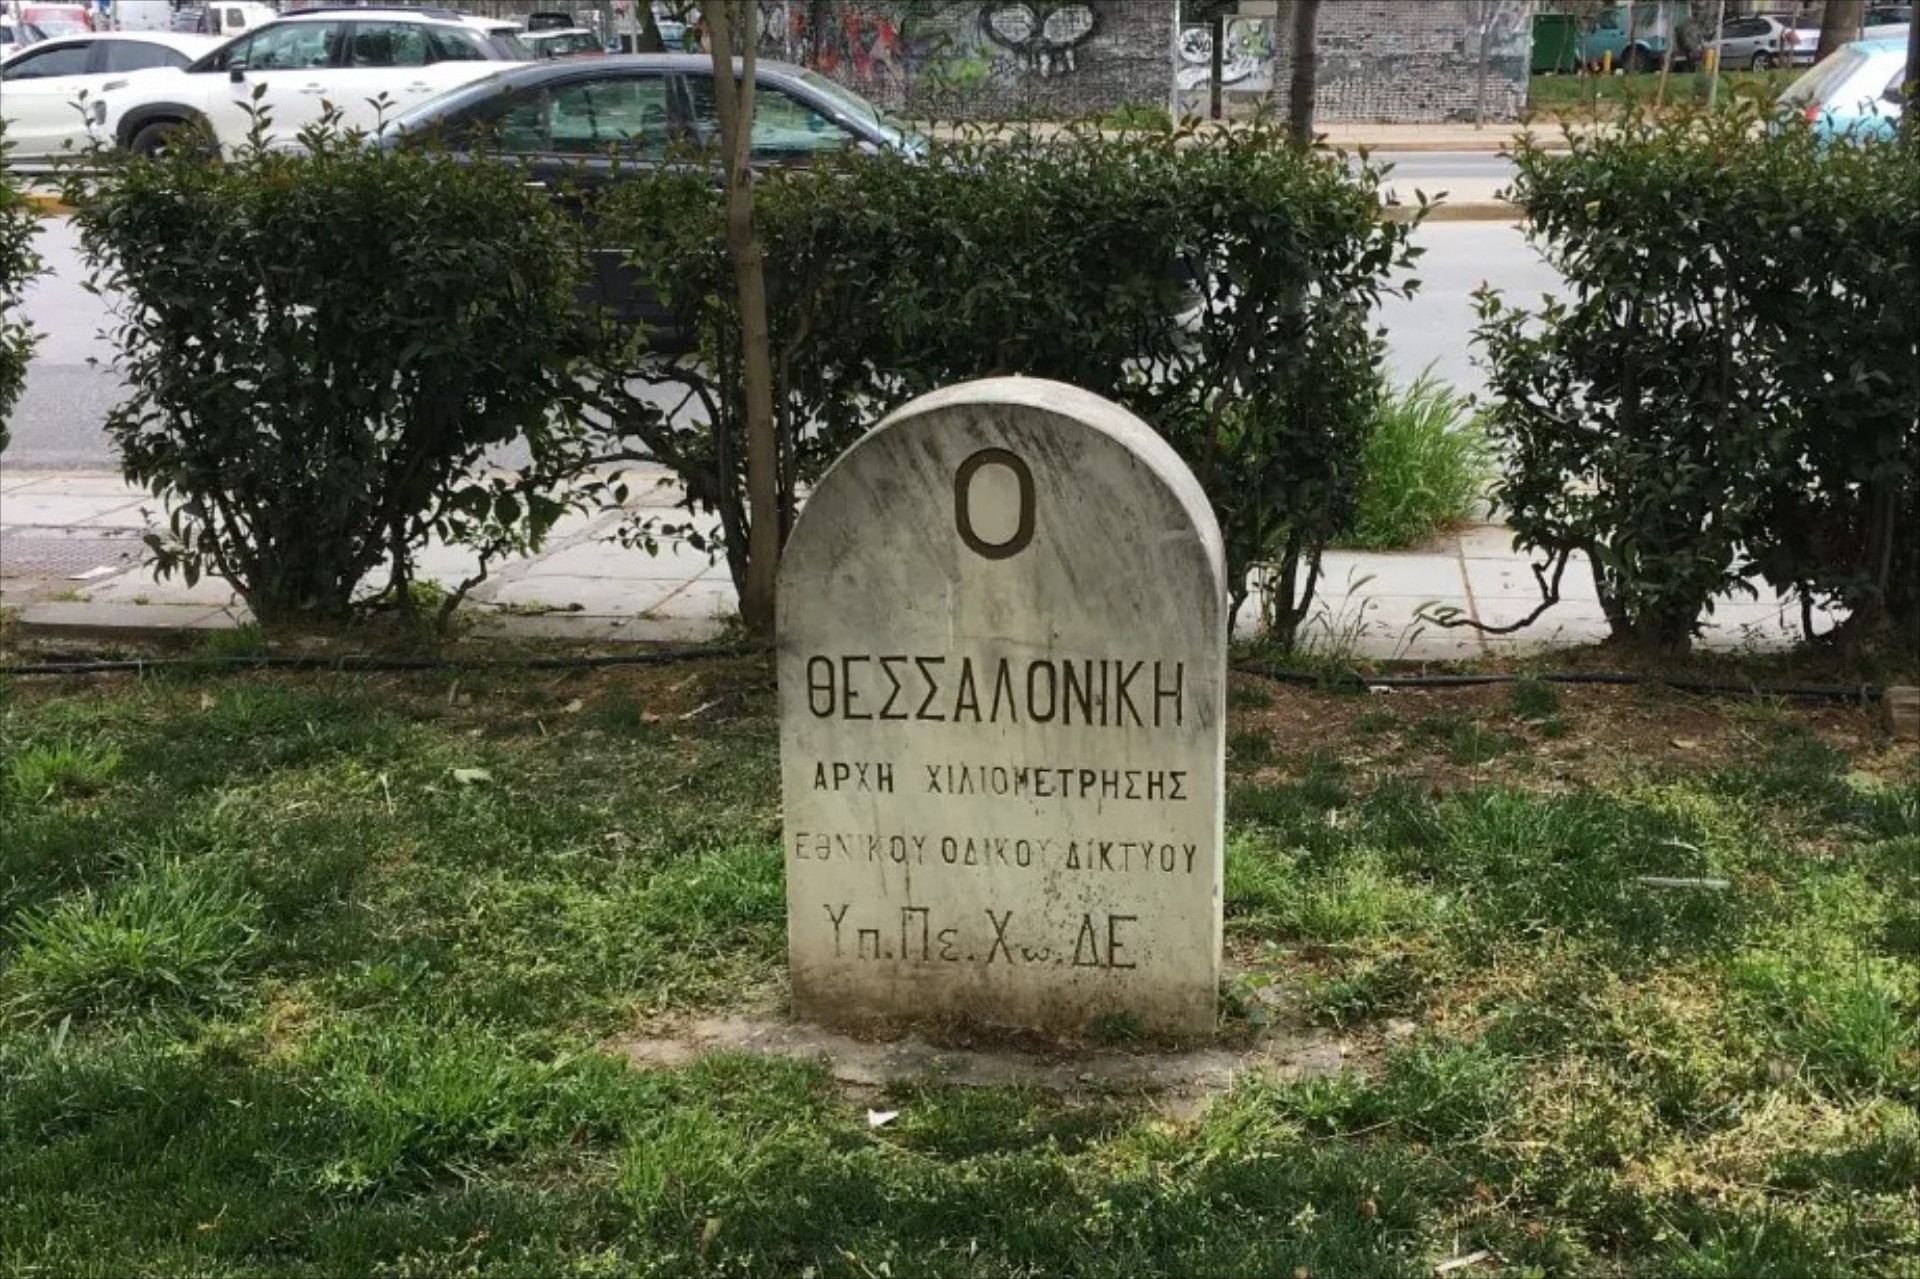 0
ΘΕΣΣΑΛΟΝΙΚΗ
ΑΡΧΗ ΧΙΛΙΟΜΕΤΡΗΣΗΣ
ΕΘΝΙΚΟΥ ΟΔΙΚΟΥ ΔΙΚΤΥΟΥ
Υπ.Πε.Χω.ΔΕ